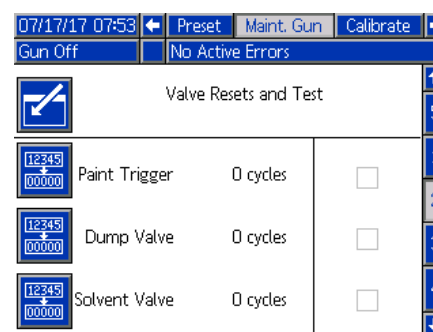 07/17/17 07:53 Preset Maint. Gun Calibrate
Gun Off No Active Errors
Valve Resets and Test
12345
00000
Paint Trigger 0 cycles
12345
00000
Dump Valve 0 cycles
12345
00000
Solvent Valve 0 cycles